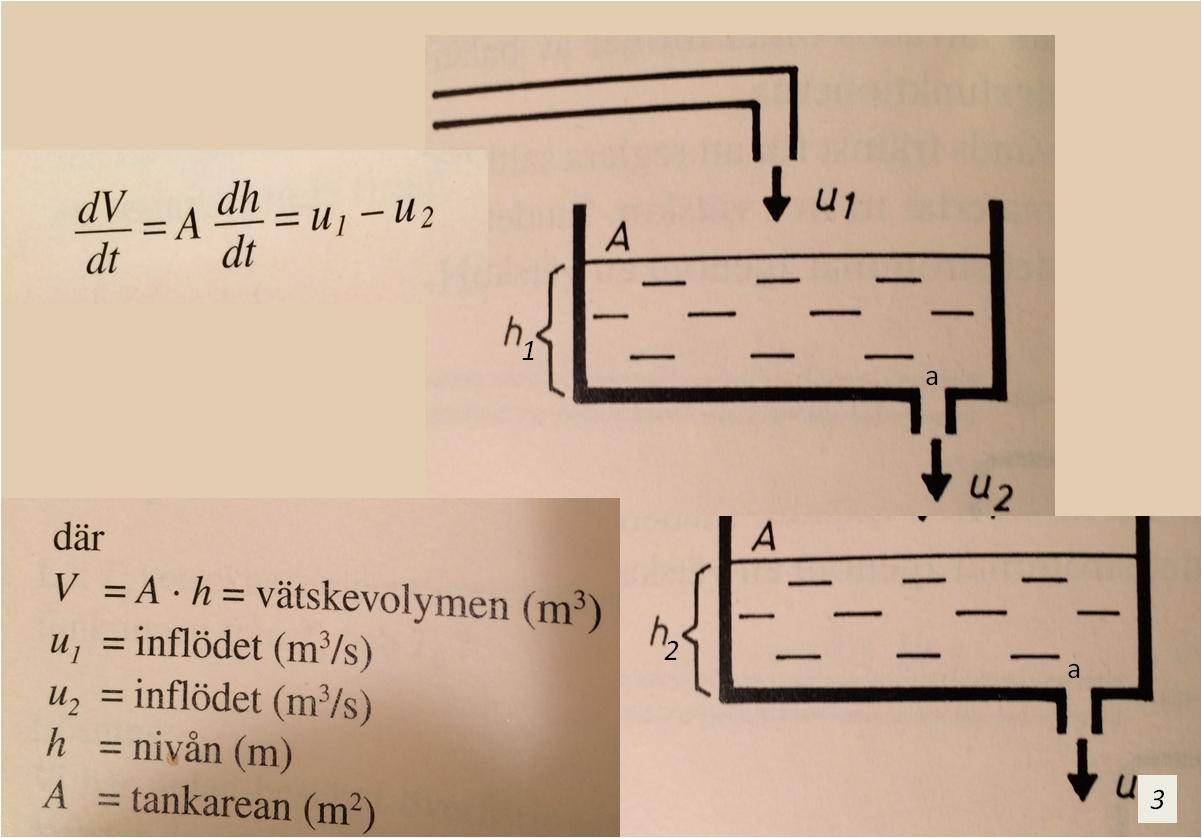 dV/dt = A dh/dt = u₁ – u₂
u1
A
h1
a
u2
där
V = A · h = vätskevolymen (m³)
u₁ = inflödet (m³/s)
u₂ = inflödet (m³/s)
h = nivån (m)
A = tankarean (m²)
A
h2
a
u3